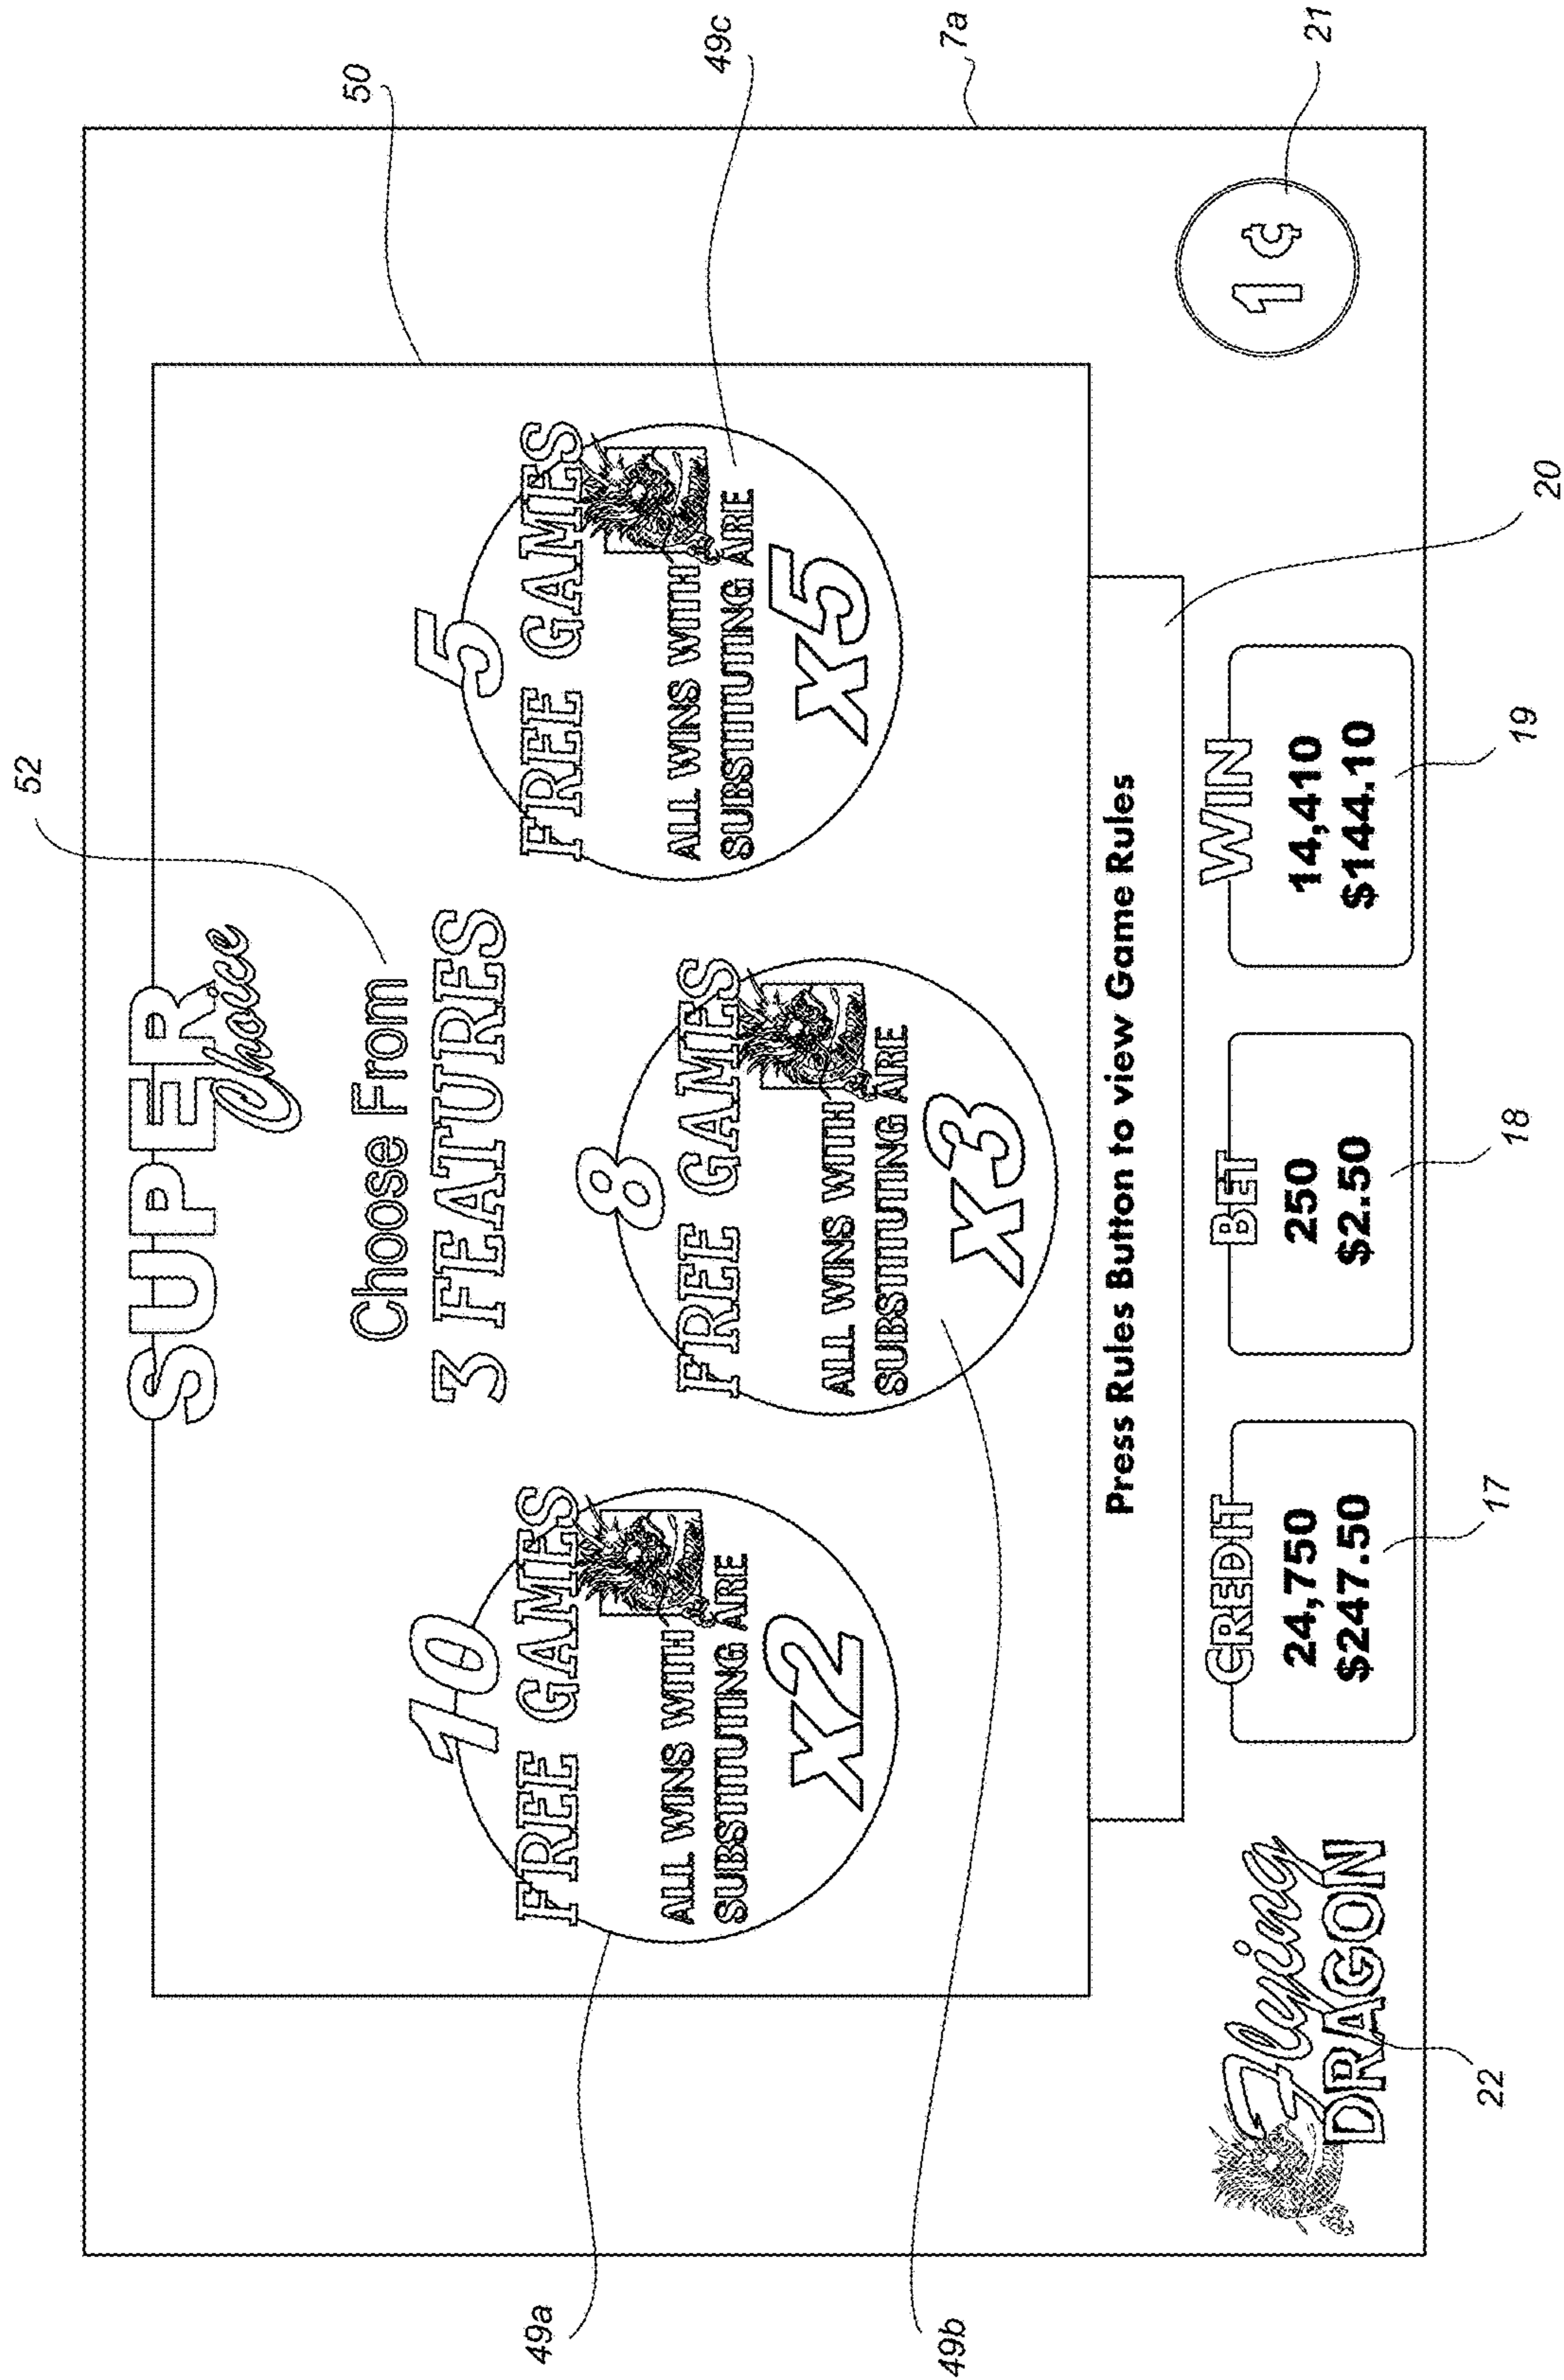 52
50
49c
7a
21
SUPER
Choice
Choose From
3 FEATURES
10
FREE GAMES
ALL WINS WITH
SUBSTITUTING ARE
x2
8
FREE GAMES
ALL WINS WITH
SUBSTITUTING ARE
x3
5
FREE GAMES
ALL WINS WITH
SUBSTITUTING ARE
x5
49a
49b
Press Rules Button to view Game Rules
20
Flying
DRAGON
22
CREDIT
24,750
$247.50
17
BET
250
$2.50
18
WIN
14,410
$144.10
19
1¢